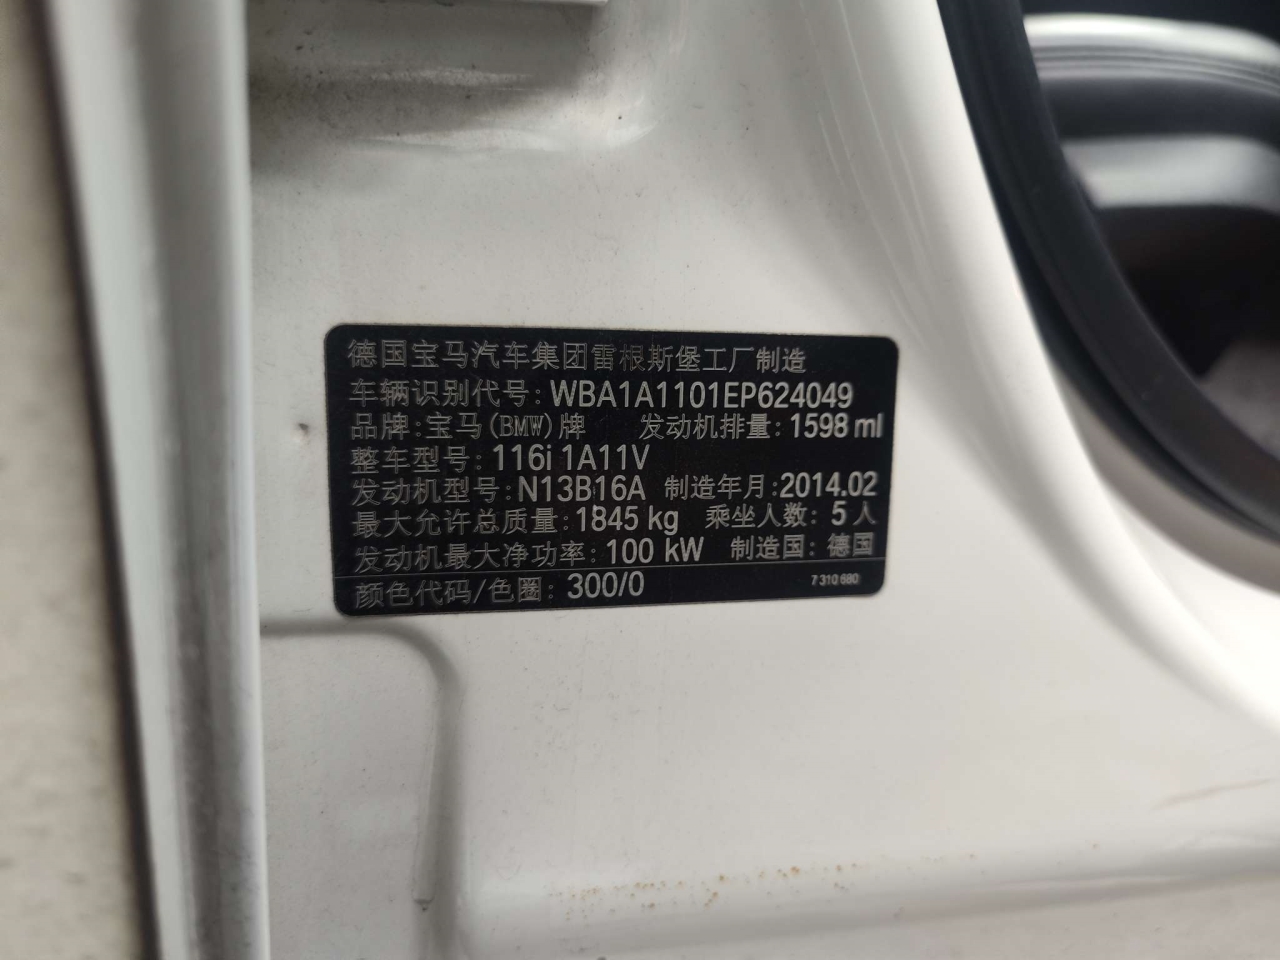 德国宝马汽车集团雷根斯堡工厂制造
车辆识别代号: WBA1A1101EP624049
品牌:宝马(BMW)牌 发动机排量: 1598 ml
整车型号: 116i 1A11V
发动机型号: N13B16A 制造年月:2014.02
最大允许总质量: 1845 kg 乘坐人数: 5人
发动机最大净功率: 100 kW 制造国: 德国
颜色代码/色圈: 300/0 7 310 680